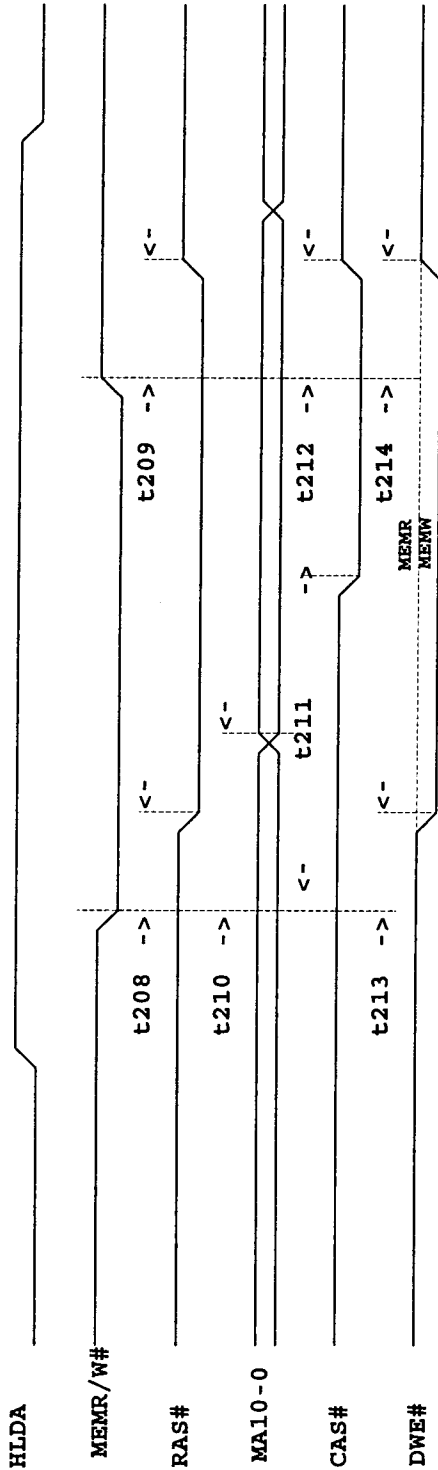 HLDA
MEMR/W#
t208 -> <- t209 -> <-
RAS#
t210 -> <-
MA10-0
t211
<- -> t212 -> <-
CAS#
t213 -> <- t214 -> <-
MEMR
MEMW
DWE#